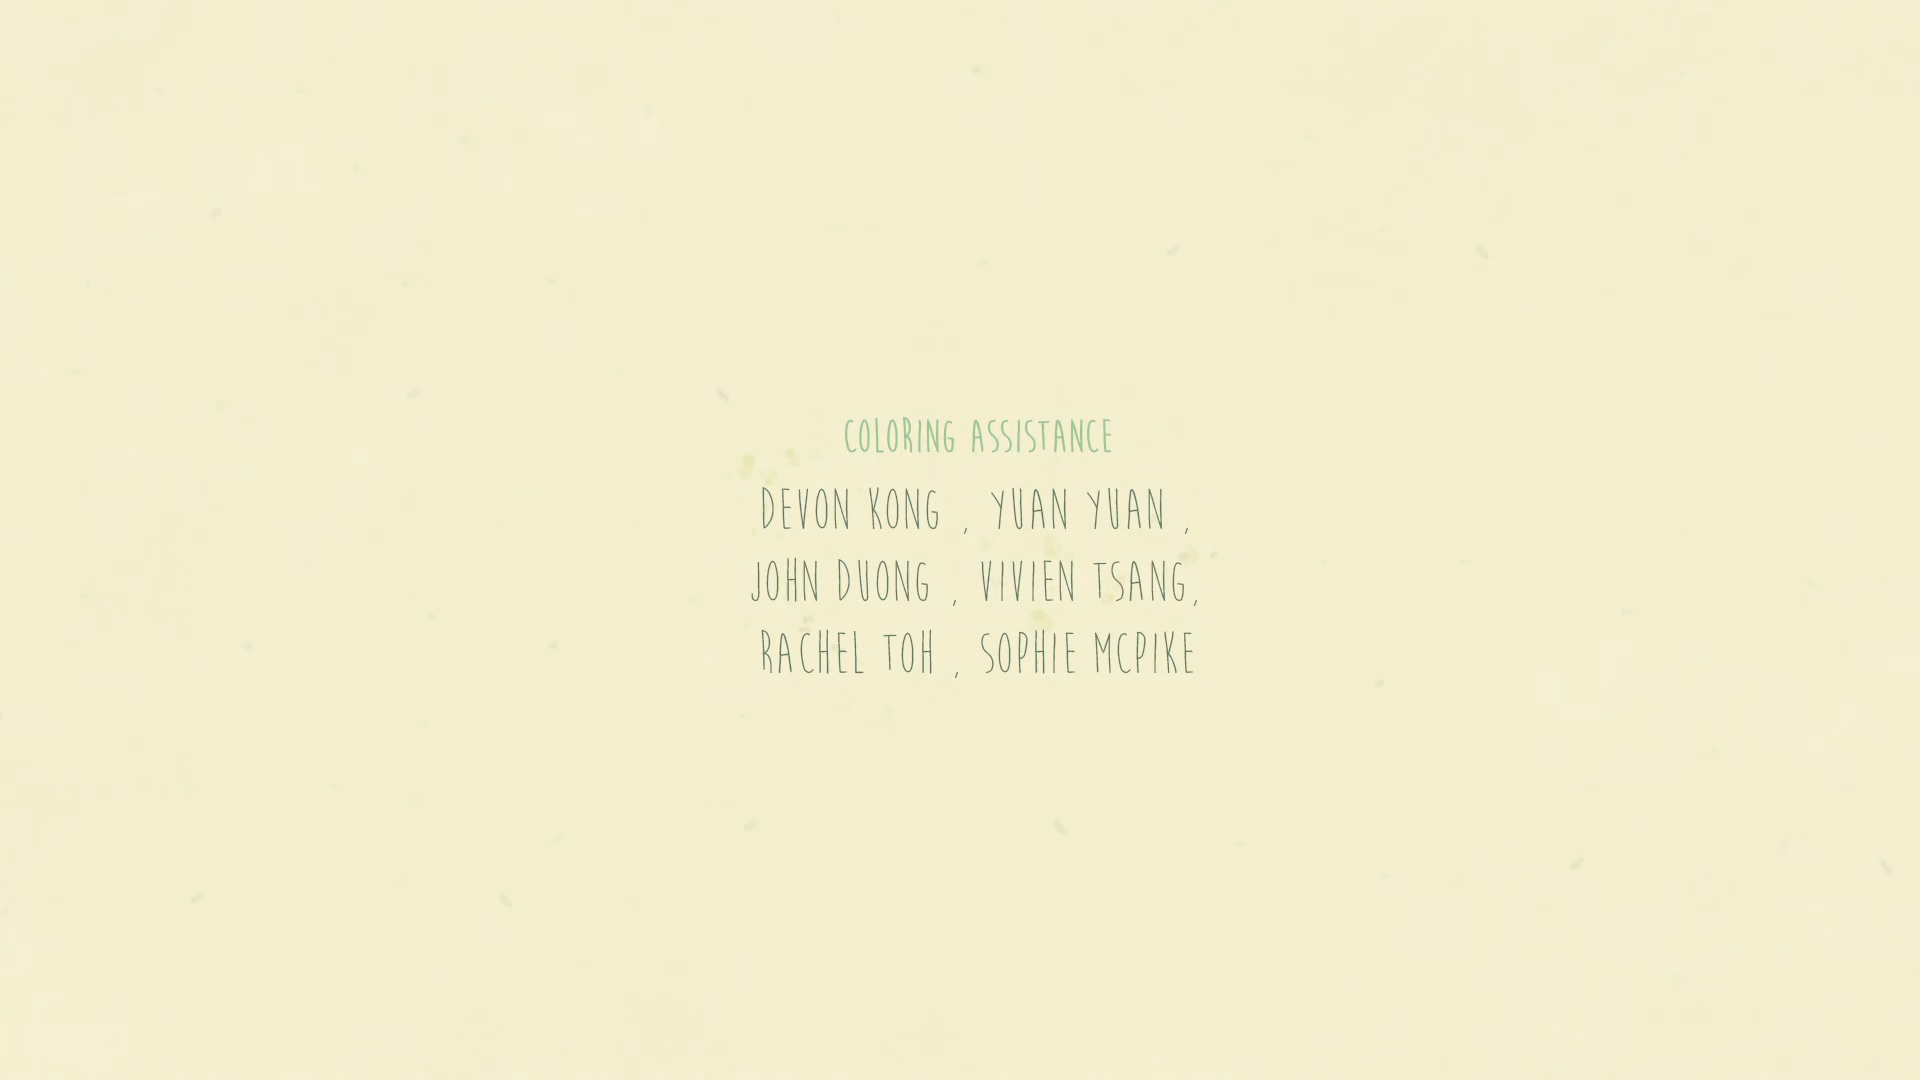 COLORING ASSISTANCE
DEVON KONG , YUAN YUAN ,
JOHN DUONG , VIVIEN TSANG,
RACHEL TOH , SOPHIE MCPIKE